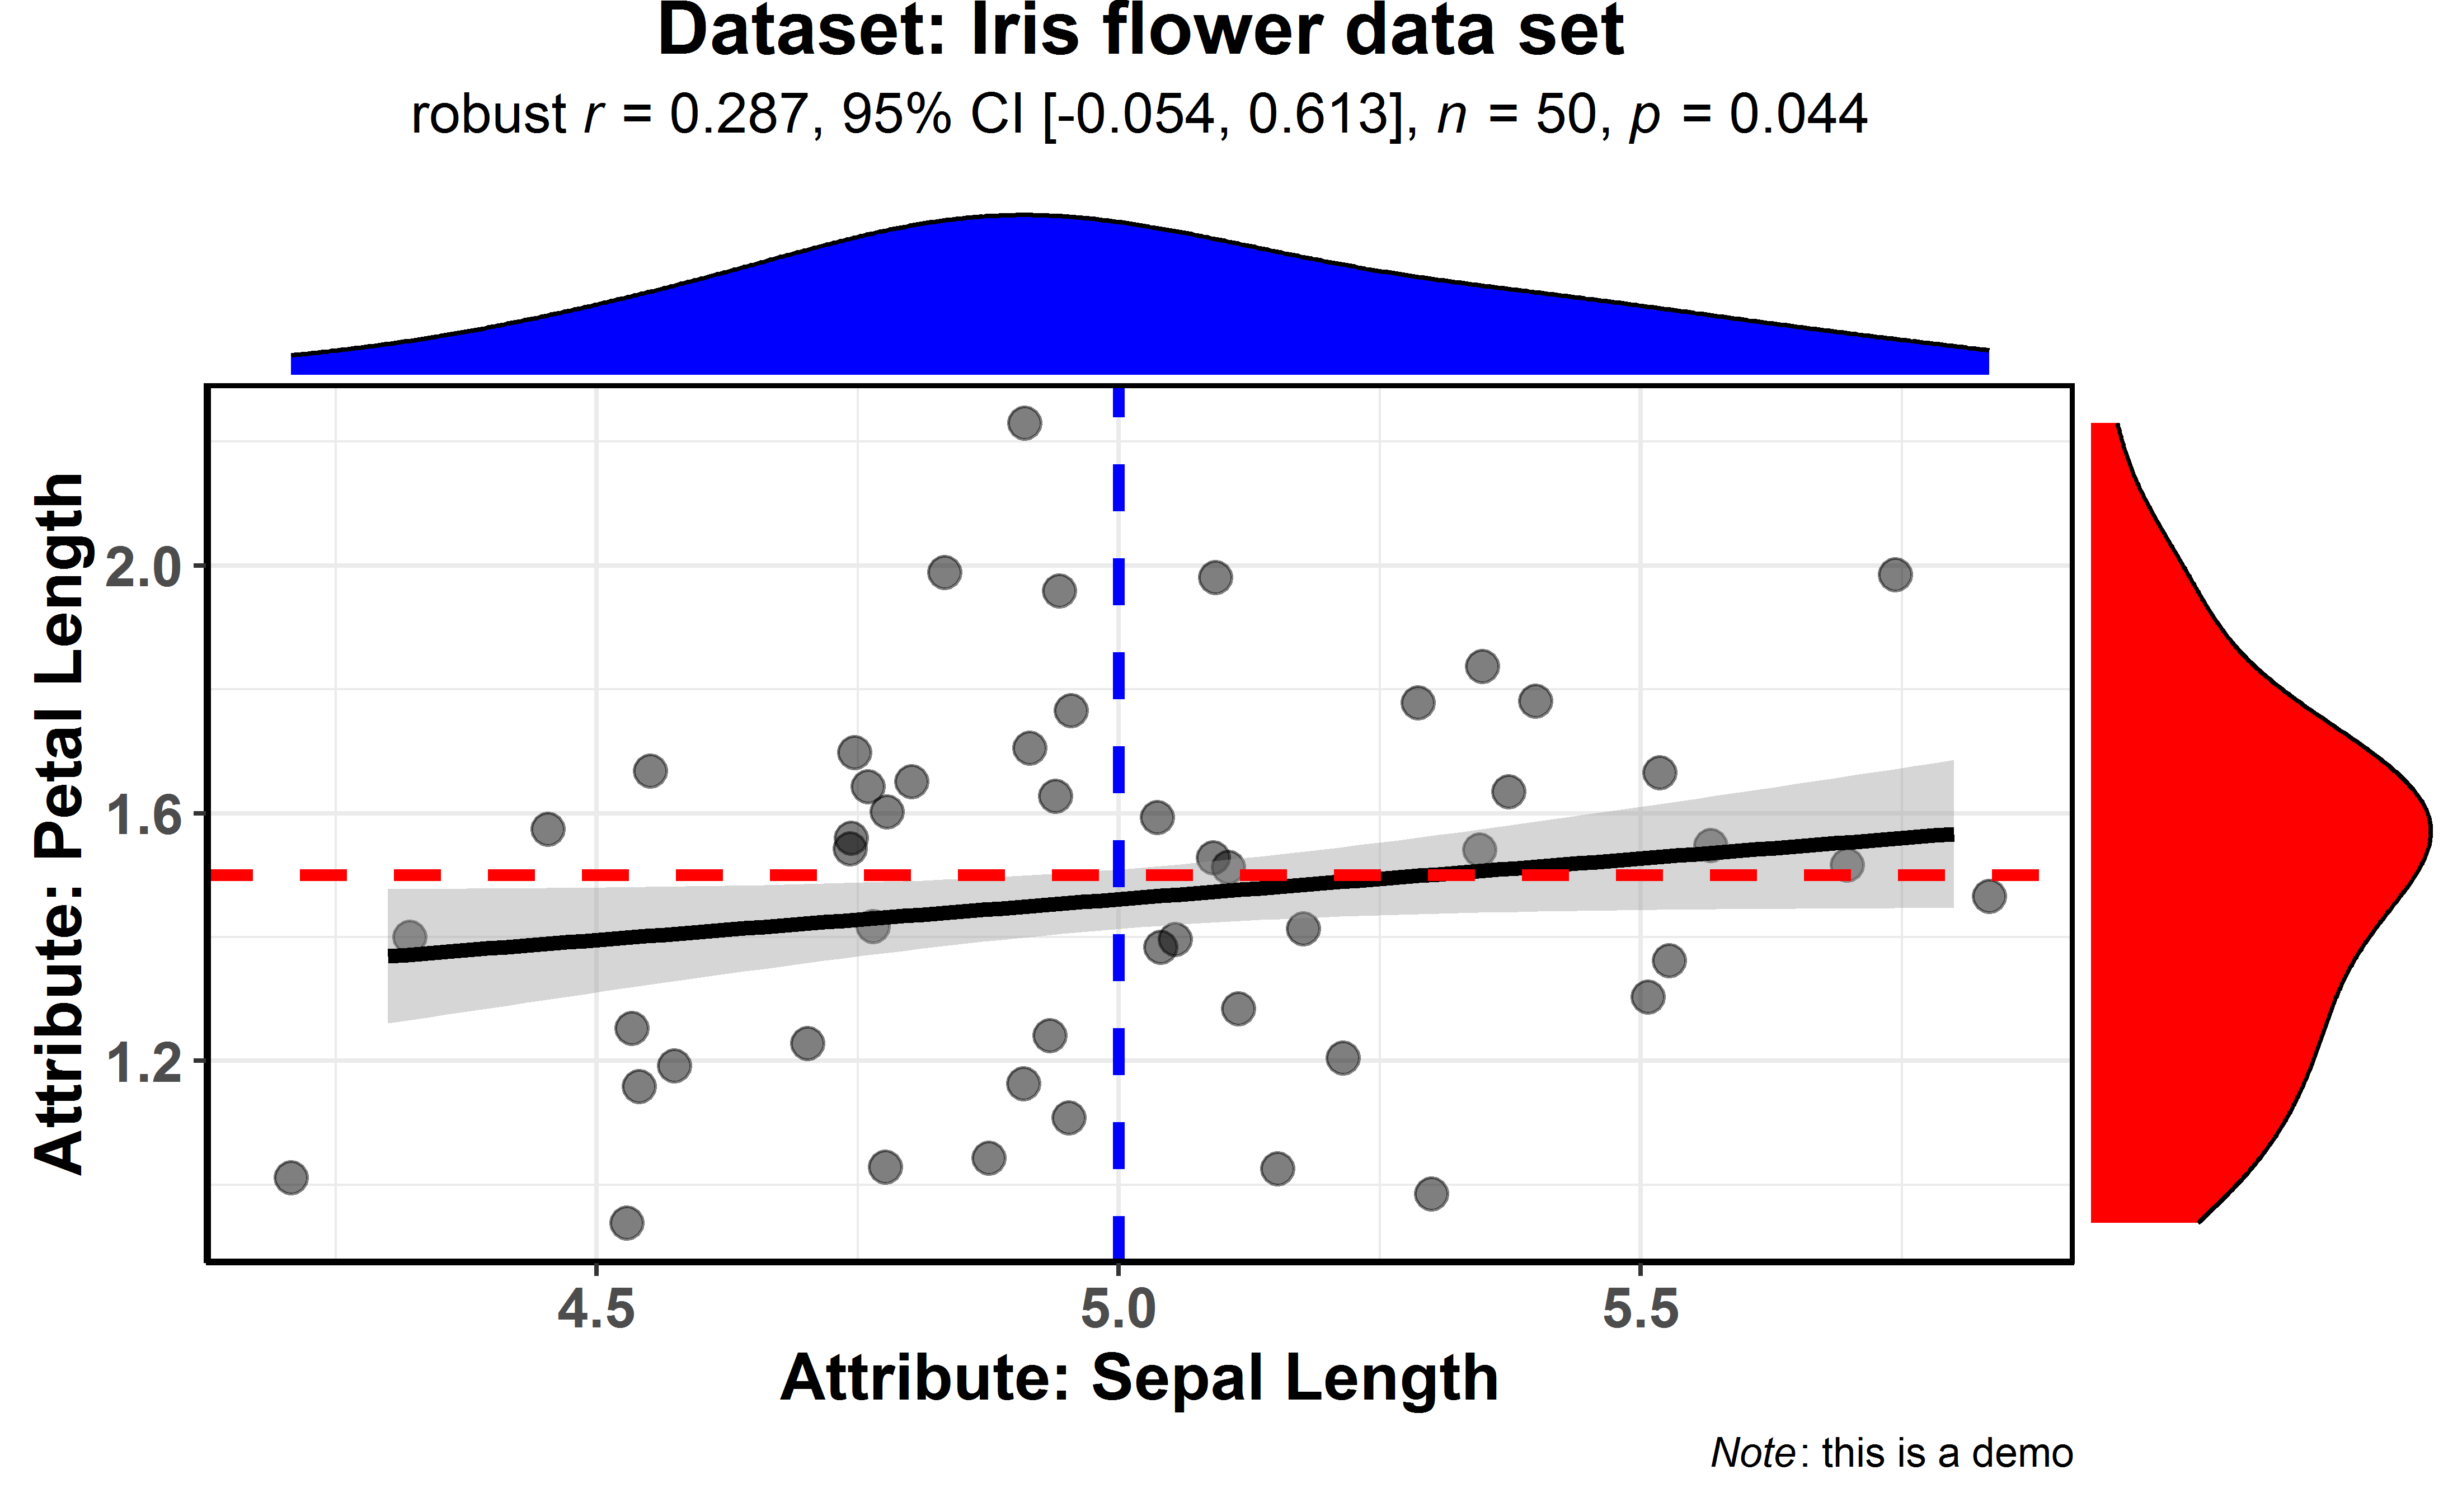 Dataset: Iris flower data set
robust r = 0.287, 95% CI [-0.054, 0.613], n = 50, p = 0.044
Attribute: Petal Length
2.0
1.6
1.2
4.5 5.0 5.5
Attribute: Sepal Length
Note: this is a demo